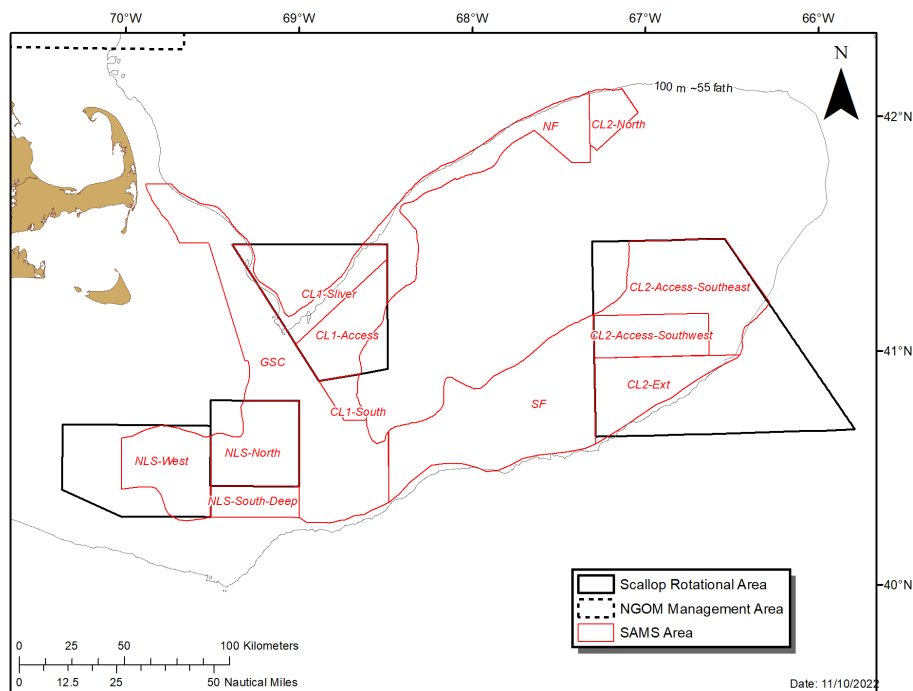 70°W 69°W 68°W 67°W 66°W
N
100 m ~55 fath
42°N
NF
CL2-North
CL1-Sliver
CL2-Access-Southeast
CL1-Access
CL2-Access-Southwest
41°N
GSC
CL2-Ext
CL1-South
SF
NLS-North
NLS-West
NLS-South-Deep
40°N
Scallop Rotational Area
NGOM Management Area
SAMS Area
0 25 50 100 Kilometers
0 12.5 25 50 Nautical Miles
Date: 11/10/2022